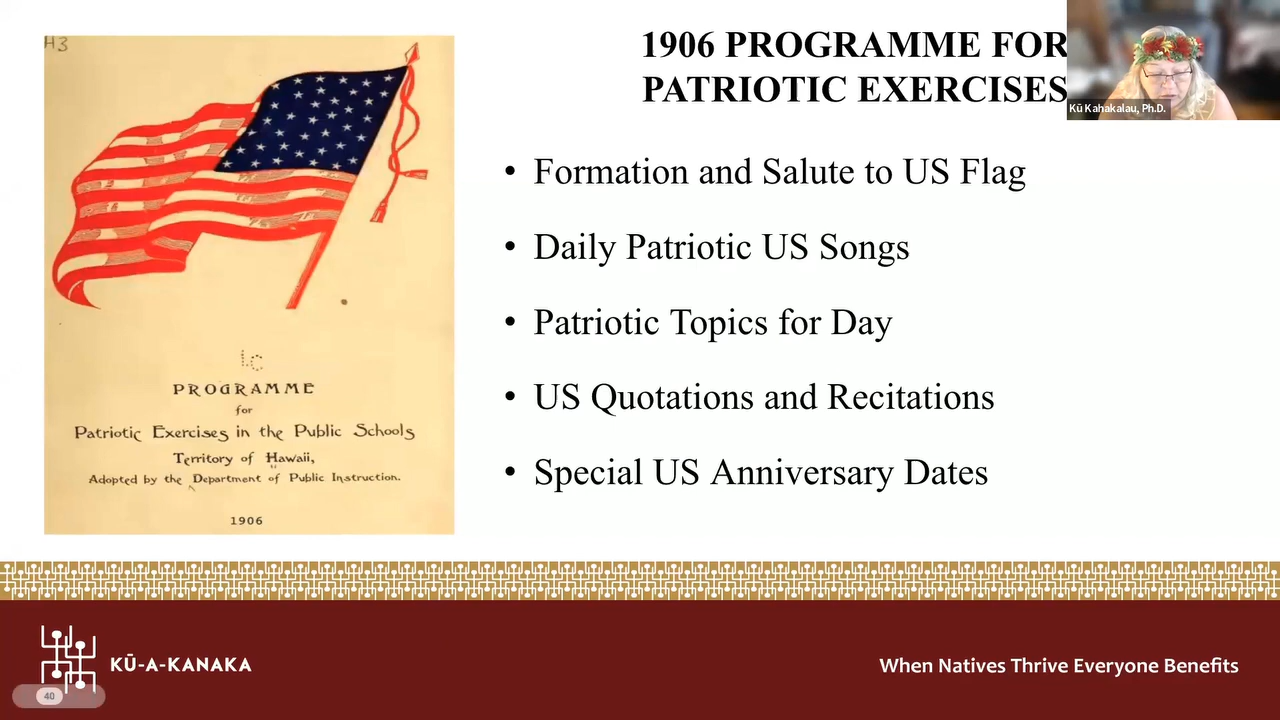 H3
PROGRAMME
for
Patriotic Exercises in the Public Schools
Territory of Hawaii,
Adopted by the Department of Public Instruction.
1906
1906 PROGRAMME FOR
PATRIOTIC EXERCISES
Kū Kahakalau, Ph.D.
• Formation and Salute to US Flag
• Daily Patriotic US Songs
• Patriotic Topics for Day
• US Quotations and Recitations
• Special US Anniversary Dates
KŪ-A-KANAKA
When Natives Thrive Everyone Benefits
40